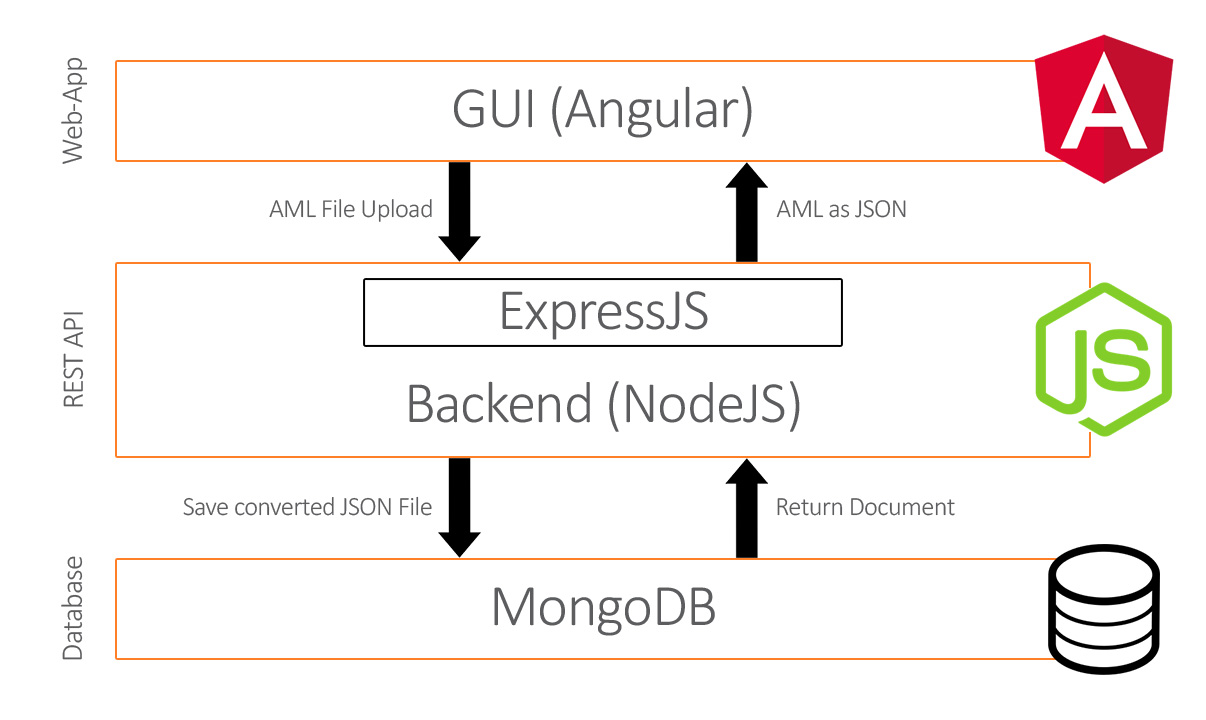 Web-App
GUI (Angular)
A
AML File Upload
AML as JSON
REST API
ExpressJS
Backend (NodeJS)
JS
Save converted JSON File
Return Document
Database
MongoDB